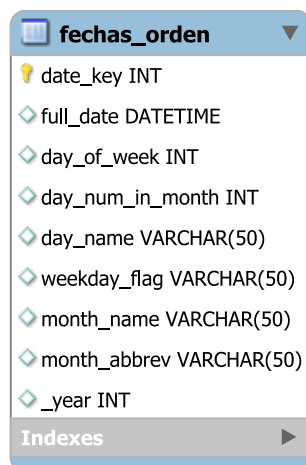 fechas_orden
date_key INT
full_date DATETIME
day_of_week INT
day_num_in_month INT
day_name VARCHAR(50)
weekday_flag VARCHAR(50)
month_name VARCHAR(50)
month_abbrev VARCHAR(50)
_year INT
Indexes